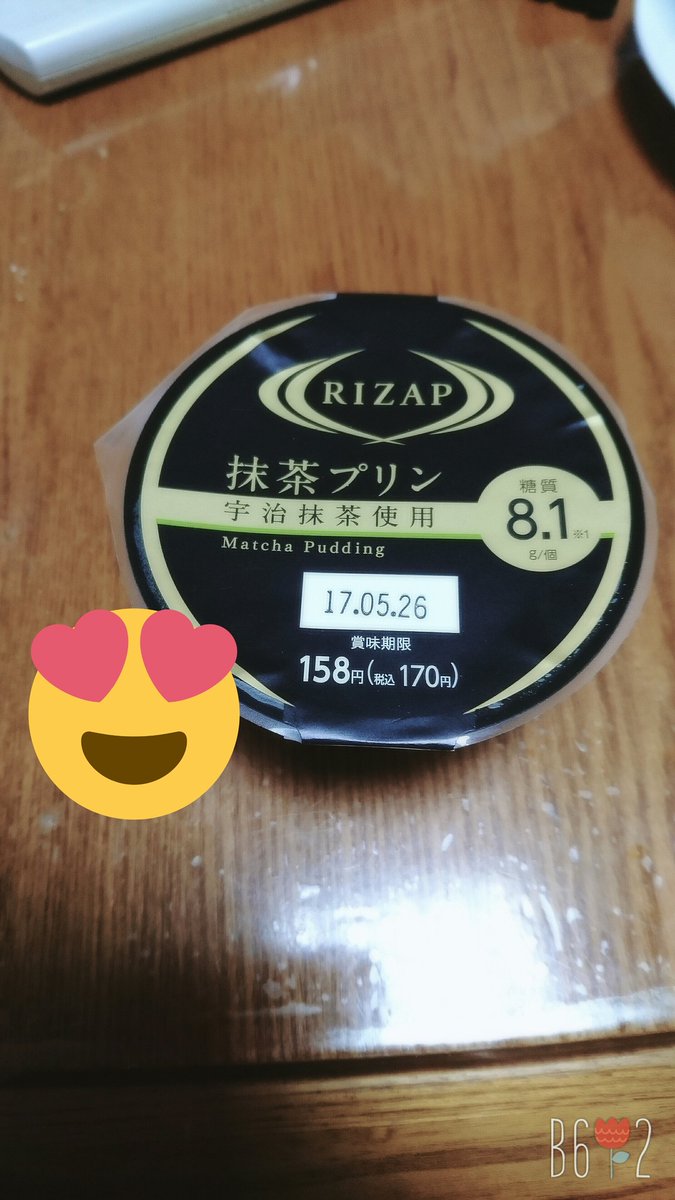 RIZAP
抹茶プリン
宇治抹茶使用
Matcha Pudding
糖質
8.1※1
g/個
17.05.26
賞味期限
158円(税込170円)
B62